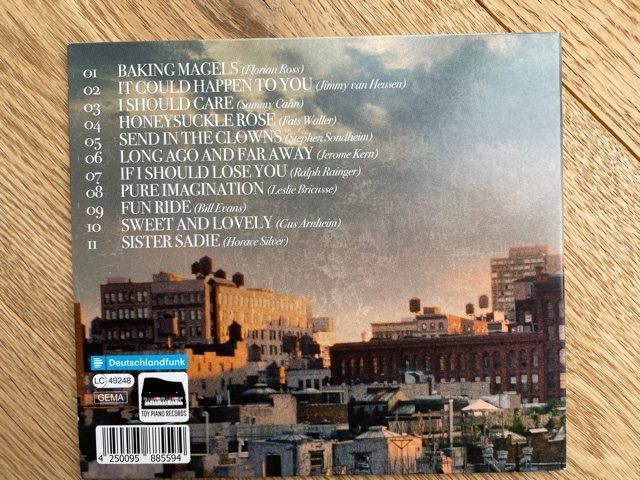 01 BAKING MAGELS (Florian Ross)
02 IT COULD HAPPEN TO YOU (Jimmy van Heusen)
03 I SHOULD CARE (Sammy Cahn)
04 HONEYSUCKLE ROSE (Fats Waller)
05 SEND IN THE CLOWNS (Stephen Sondheim)
06 LONG AGO AND FAR AWAY (Jerome Kern)
07 IF I SHOULD LOSE YOU (Ralph Rainger)
08 PURE IMAGINATION (Leslie Bricusse)
09 FUN RIDE (Bill Evans)
10 SWEET AND LOVELY (Gus Arnheim)
11 SISTER SADIE (Horace Silver)
Deutschlandfunk
LC 49248
GEMA
TOY PIANO RECORDS
4 250095 885594